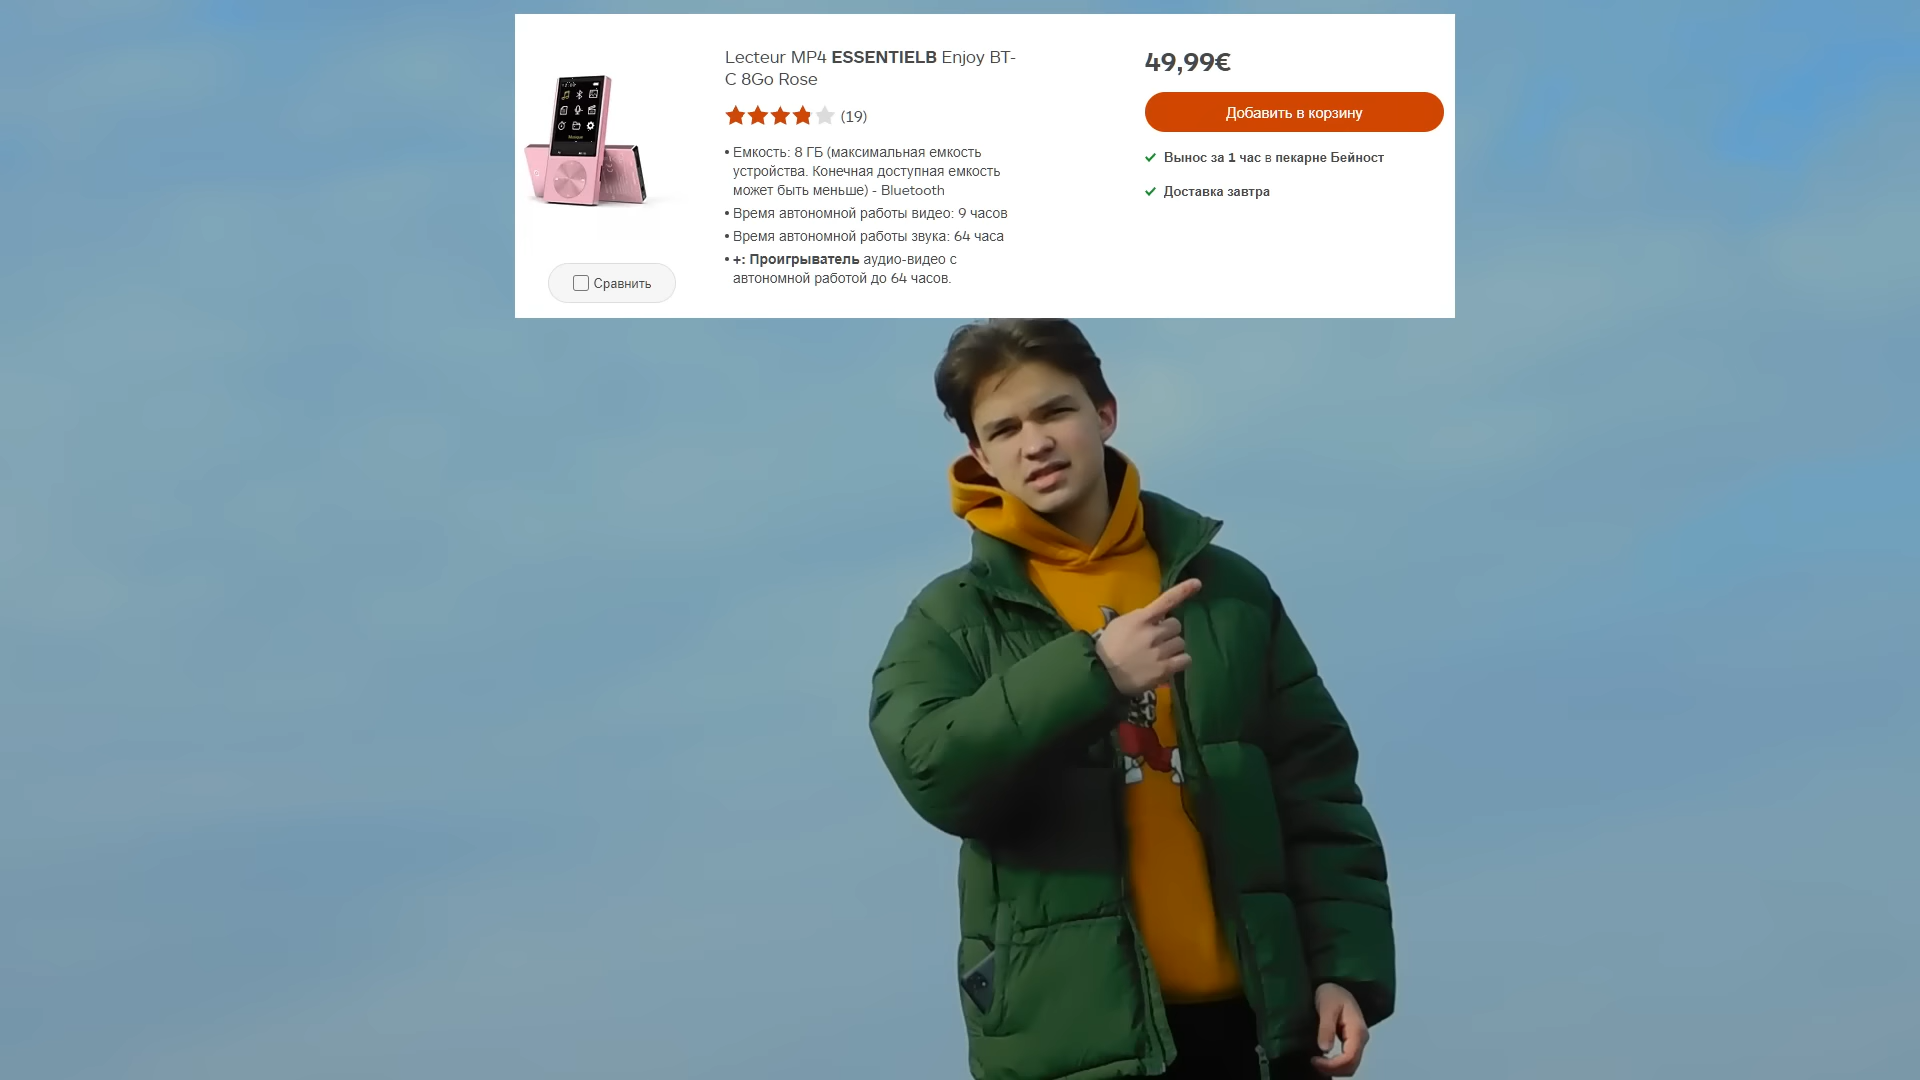 Lecteur MP4 ESSENTIELB Enjoy BT-
C 8Go Rose
(19)
• Емкость: 8 ГБ (максимальная емкость
устройства. Конечная доступная емкость
может быть меньше) - Bluetooth
• Время автономной работы видео: 9 часов
• Время автономной работы звука: 64 часа
• +: Проигрыватель аудио-видео с
автономной работой до 64 часов.
Сравнить
49,99€
Добавить в корзину
Вынос за 1 час в пекарне Бейност
Доставка завтра